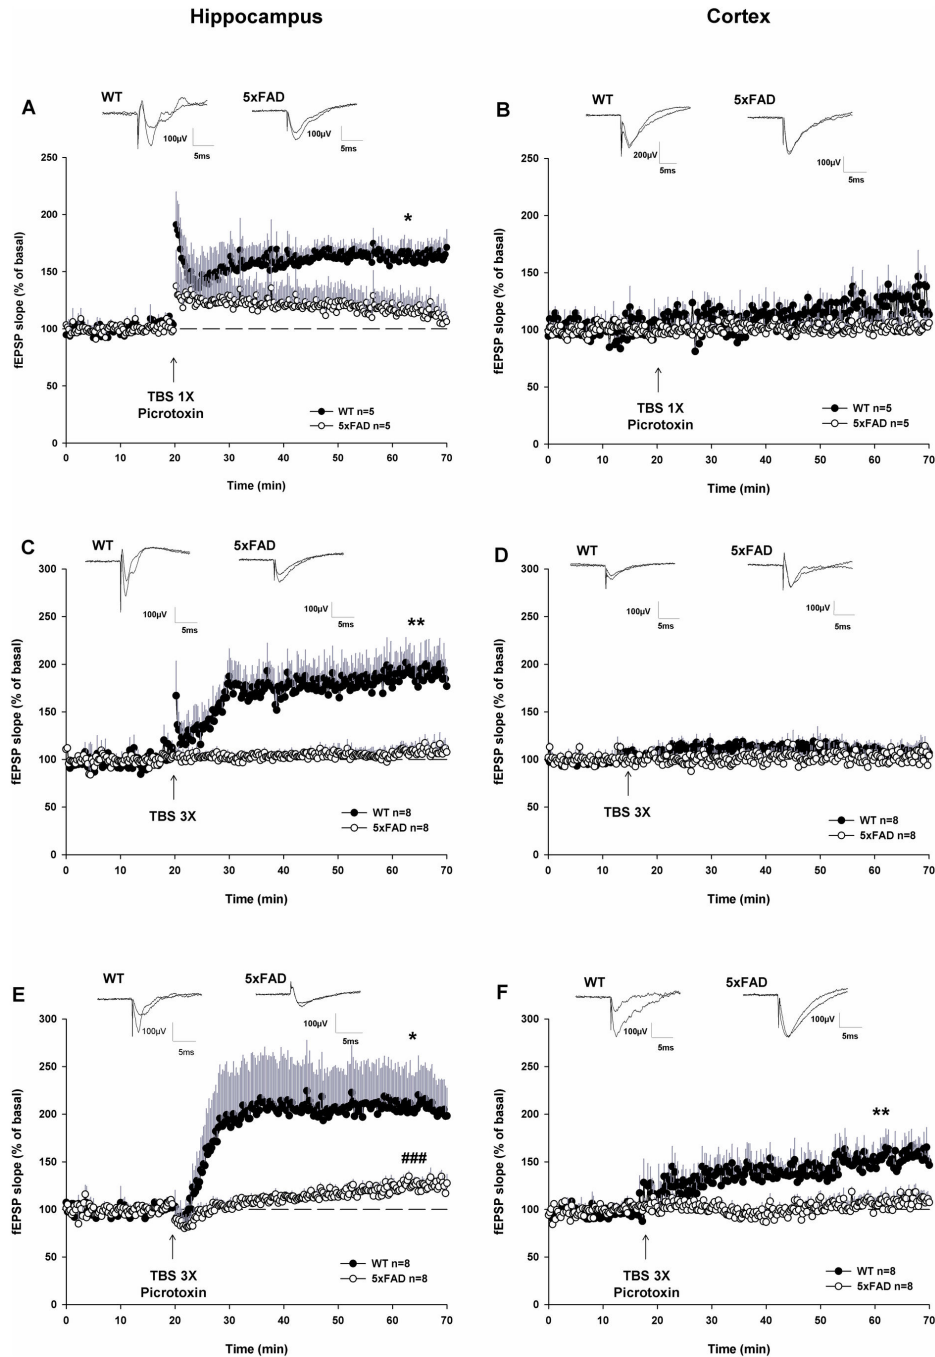 Hippocampus
Cortex
A
WT
5xFAD
100µV
5ms
100µV
5ms
250
200
150
100
50
0
fEPSP slope (% of basal)
*
TBS 1X
Picrotoxin
WT n=5
5xFAD n=5
0 10 20 30 40 50 60 70
Time (min)
B
WT
5xFAD
200µV
5ms
100µV
5ms
250
200
150
100
50
0
fEPSP slope (% of basal)
TBS 1X
Picrotoxin
WT n=5
5xFAD n=5
0 10 20 30 40 50 60 70
Time (min)
C
WT
5xFAD
100µV
5ms
100µV
5ms
300
250
200
150
100
50
0
fEPSP slope (% of basal)
**
TBS 3X
WT n=8
5xFAD n=8
0 10 20 30 40 50 60 70
Time (min)
D
WT
5xFAD
100µV
5ms
100µV
5ms
300
250
200
150
100
50
0
fEPSP slope (% of basal)
TBS 3X
WT n=8
5xFAD n=8
0 10 20 30 40 50 60 70
Time (min)
E
WT
5xFAD
100µV
5ms
100µV
5ms
300
250
200
150
100
50
0
fEPSP slope (% of basal)
*
###
TBS 3X
Picrotoxin
WT n=8
5xFAD n=8
0 10 20 30 40 50 60 70
Time (min)
F
WT
5xFAD
100µV
5ms
100µV
5ms
300
250
200
150
100
50
0
fEPSP slope (% of basal)
**
TBS 3X
Picrotoxin
WT n=8
5xFAD n=8
0 10 20 30 40 50 60 70
Time (min)